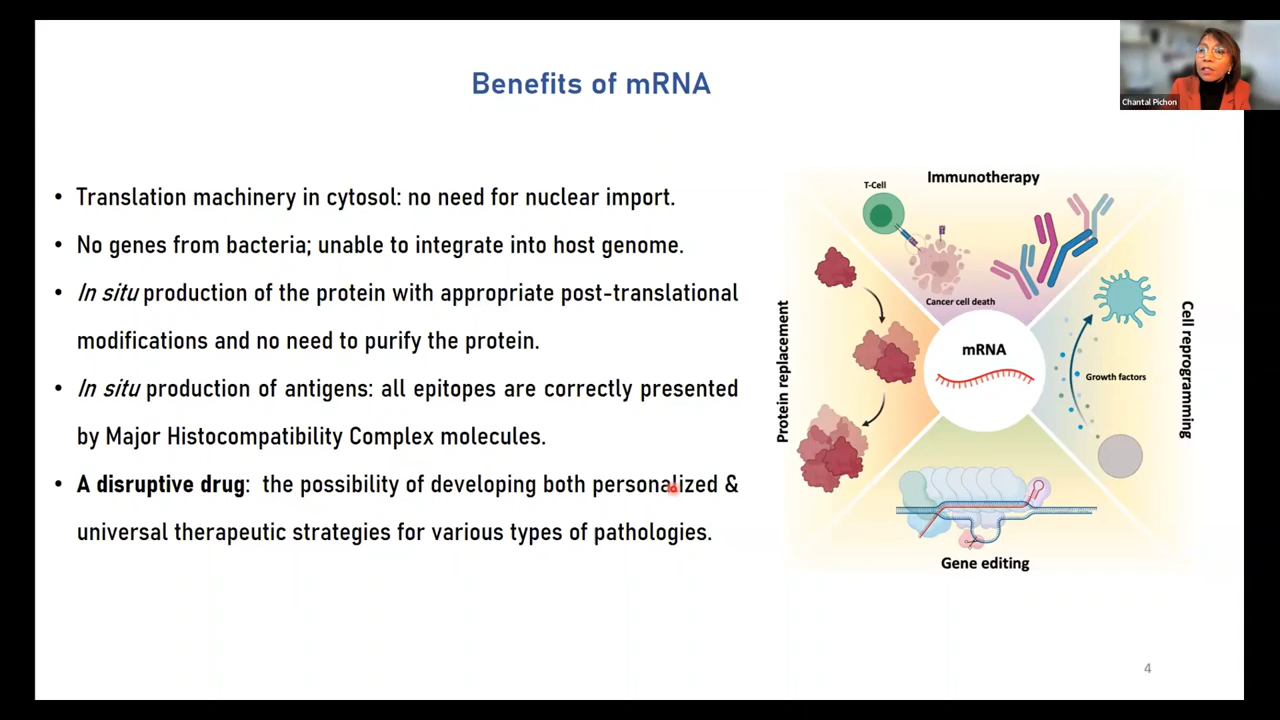 Benefits of mRNA
Chantal Pichon
• Translation machinery in cytosol: no need for nuclear import.
• No genes from bacteria; unable to integrate into host genome.
• In situ production of the protein with appropriate post-translational
modifications and no need to purify the protein.
• In situ production of antigens: all epitopes are correctly presented
by Major Histocompatibility Complex molecules.
• A disruptive drug: the possibility of developing both personalized &
universal therapeutic strategies for various types of pathologies.
Immunotherapy
T-Cell
Cancer cell death
Protein replacement
mRNA
Growth factors
Cell reprogramming
Gene editing
4